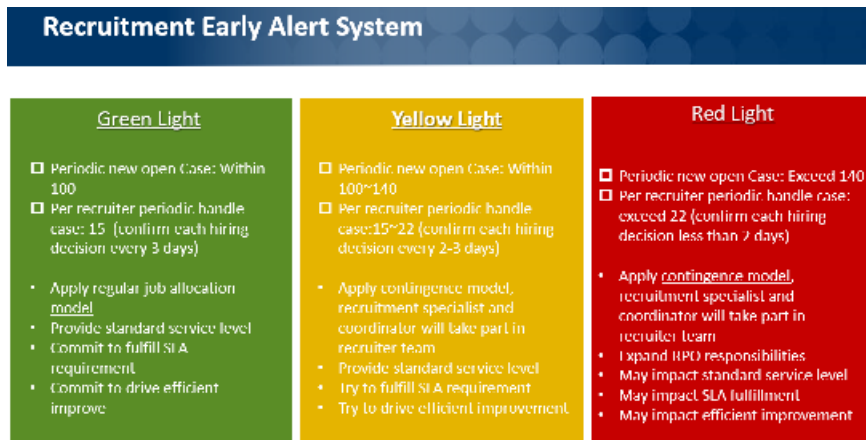 Recruitment Early Alert System
Green Light
Periodic new open Case: Within
100
Per recruiter periodic handle
case: 15 (confirm each hiring
decision every 3 days)
Apply regular job allocation
model
Provide standard service level
Commit to fulfill SLA
requirement
Commit to drive efficient
improve
Yellow Light
Periodic new open Case: Within
100~140
Per recruiter periodic handle
case:15~22 (confirm each hiring
decision every 2-3 days)
Apply contingence model,
recruitment specialist and
coordinator will take part in
recruiter team
Provide standard service level
Try to fulfill SLA requirement
Try to drive efficient improvement
Red Light
Periodic new open Case: Exceed 140
Per recruiter periodic handle case:
exceed 22 (confirm each hiring
decision less than 2 days)
Apply contingence model,
recruitment specialist and
coordinator will take part in
recruiter team
Expand RPO responsibilities
May impact standard service level
May impact SLA fulfillment
May impact efficient improvement